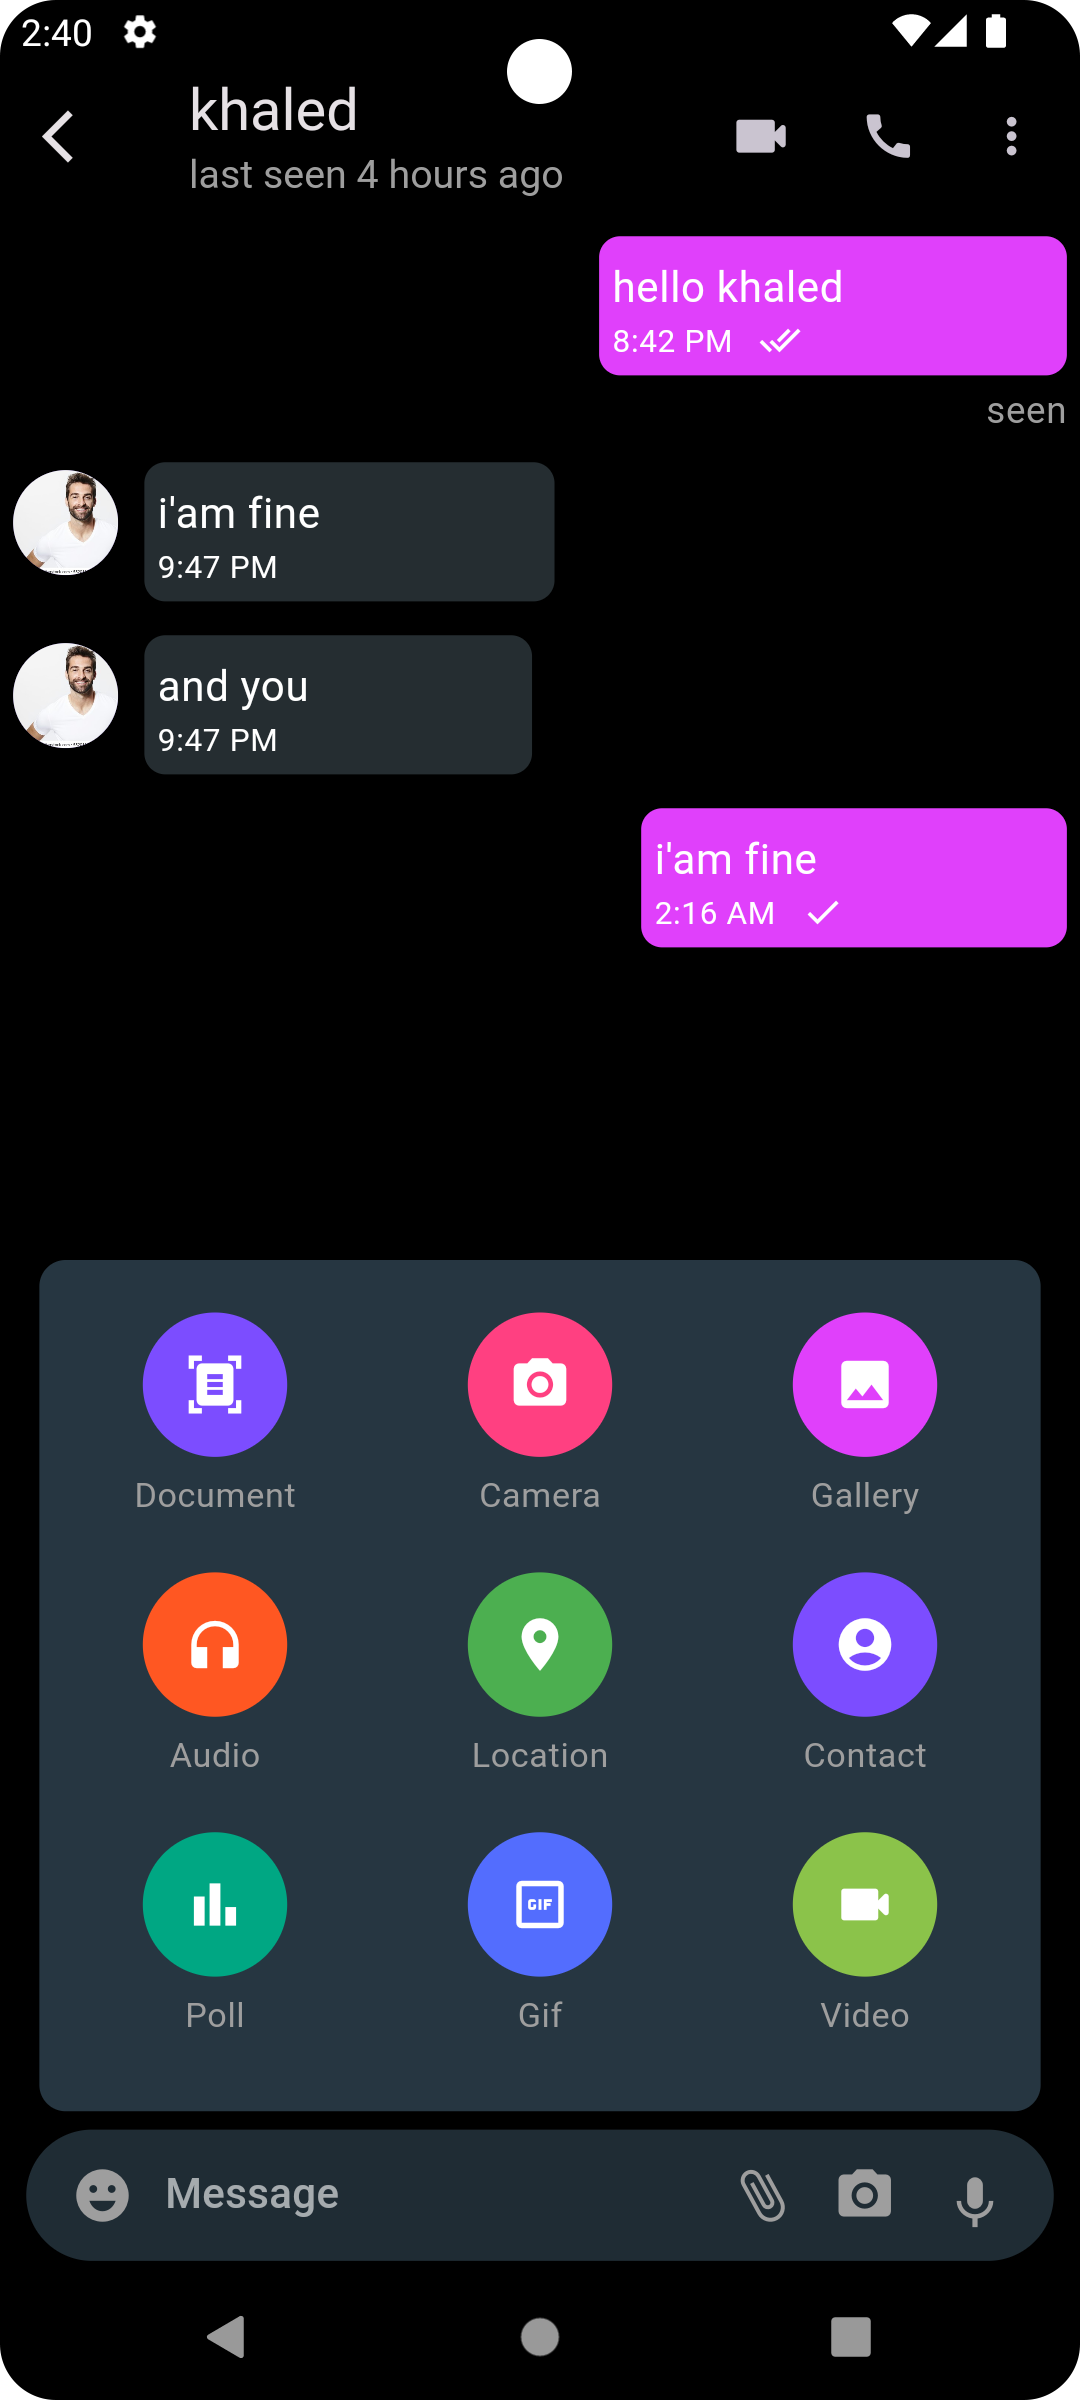 2:40
khaled
last seen 4 hours ago
hello khaled
8:42 PM
seen
i'am fine
9:47 PM
and you
9:47 PM
i'am fine
2:16 AM
Document
Camera
Gallery
Audio
Location
Contact
Poll
GIF
Gif
Video
Message